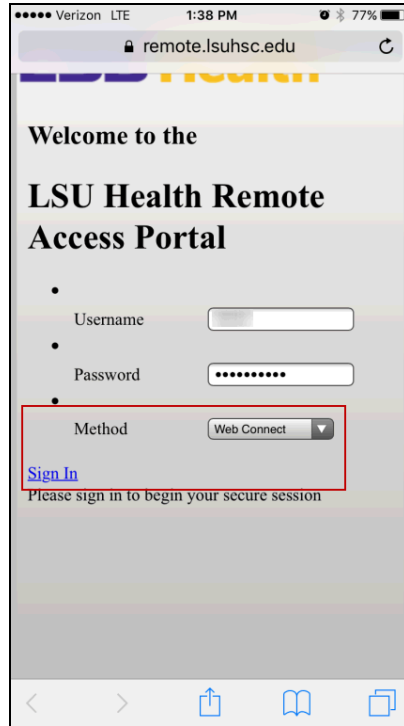 Verizon LTE 1:38 PM 77%
remote.lsuhsc.edu
Health
Welcome to the
LSU Health Remote
Access Portal
Username
Password ••••••••••
Method Web Connect
Sign In
Please sign in to begin your secure session